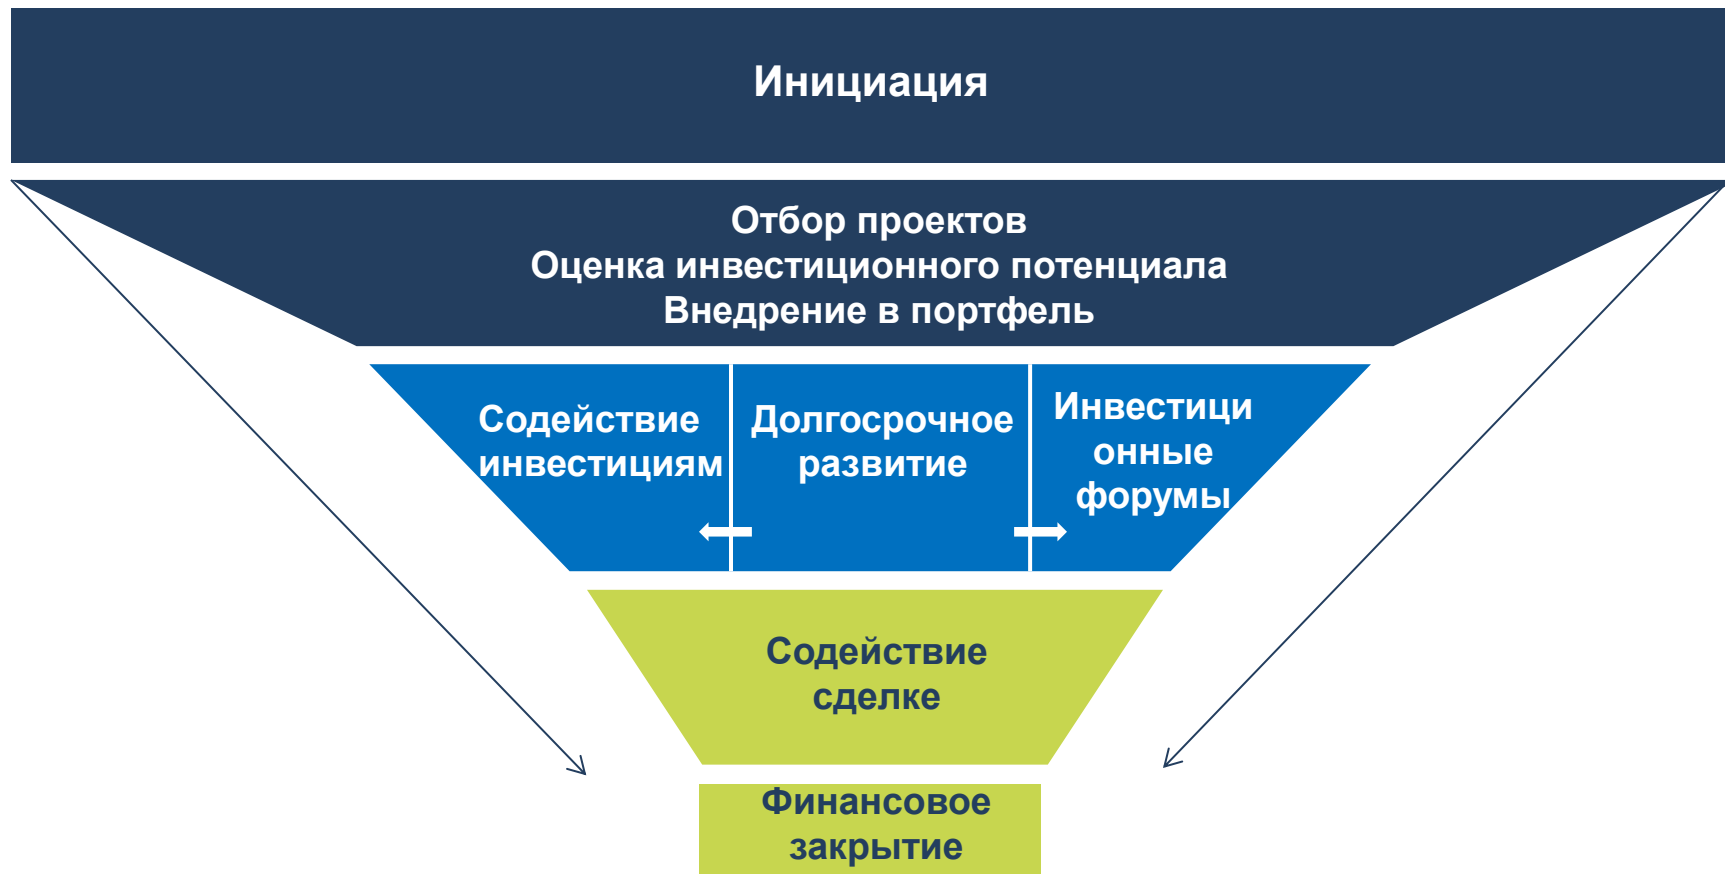 Инициация
Отбор проектов
Оценка инвестиционного потенциала
Внедрение в портфель
Содействие
инвестициям
Долгосрочное
развитие
Инвестици
онные
форумы
Содействие
сделке
Финансовое
закрытие